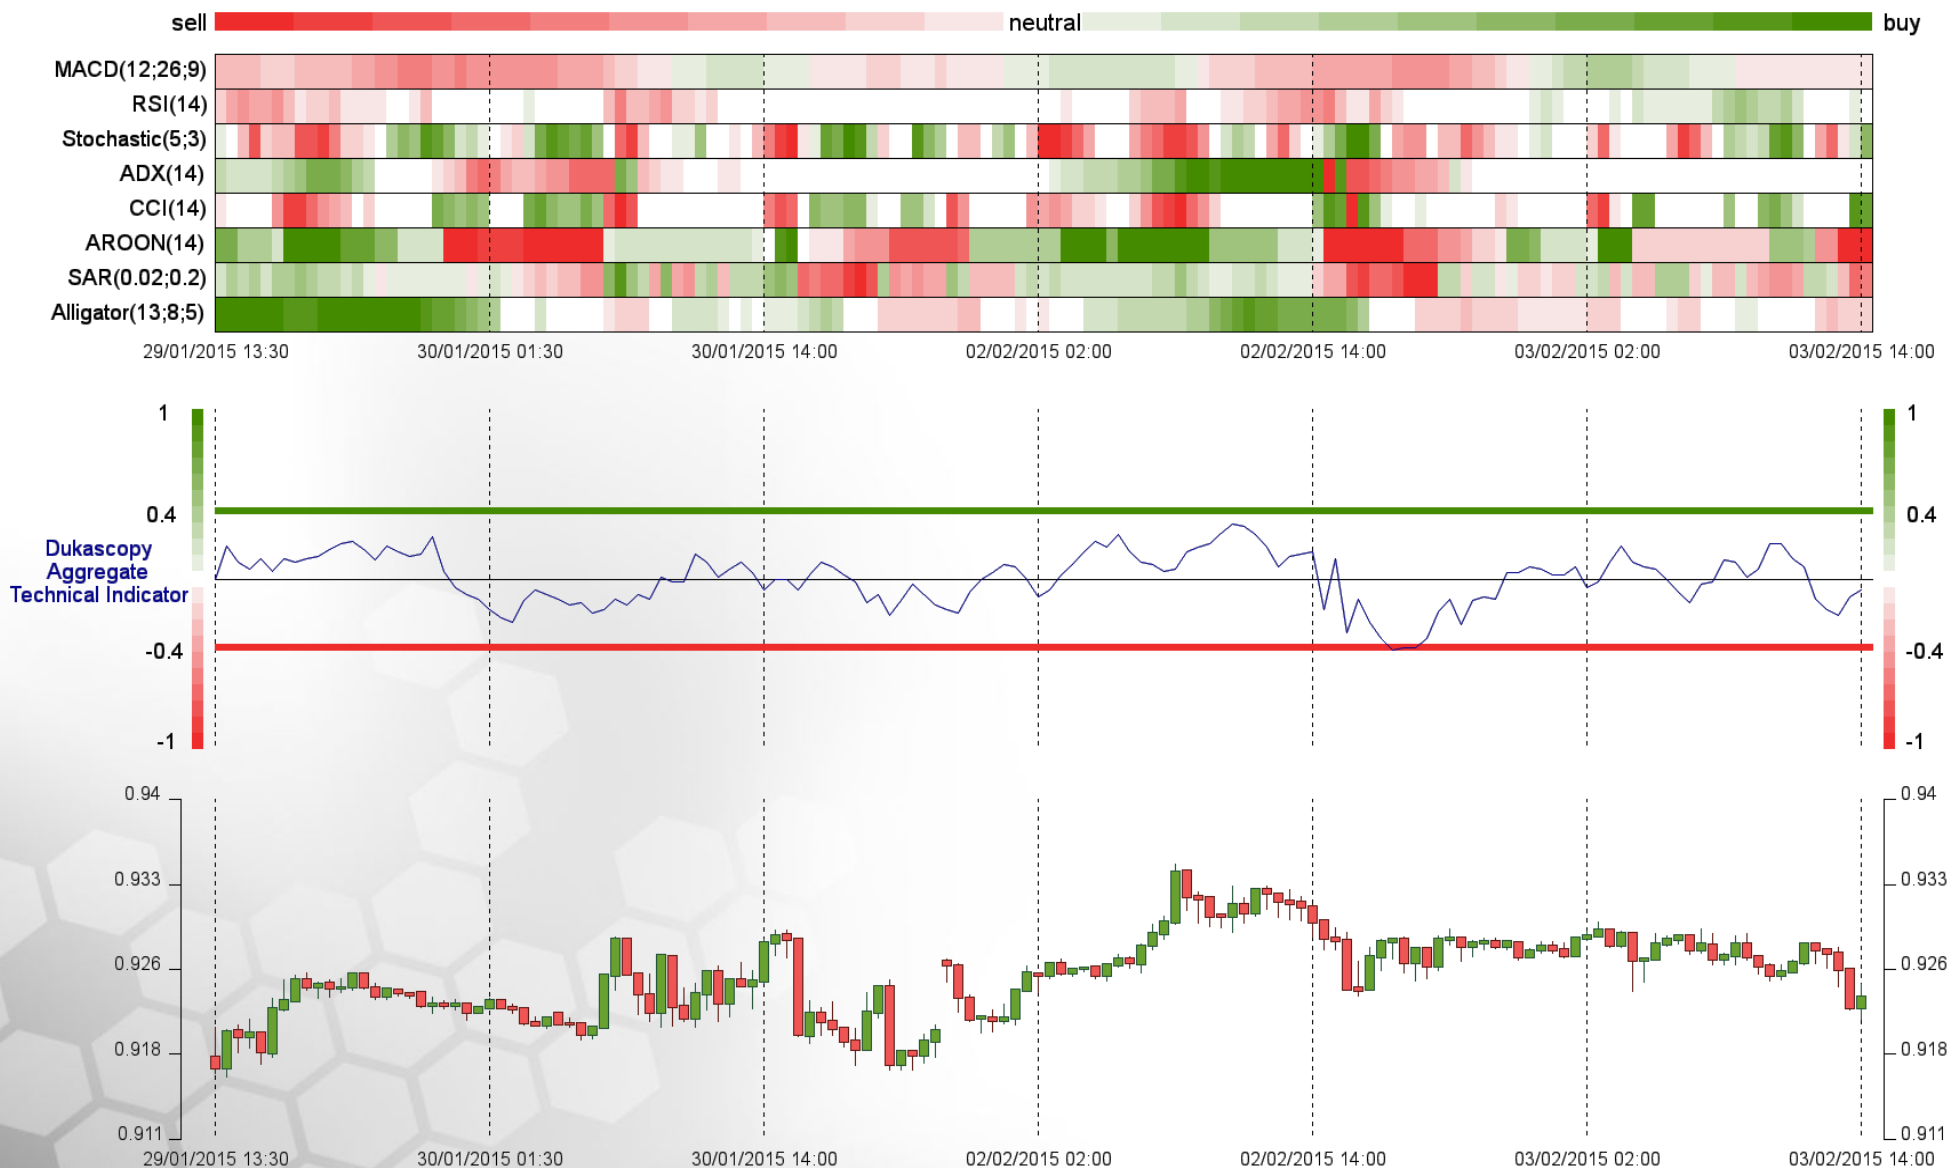 sell neutral buy
MACD(12;26;9)
RSI(14)
Stochastic(5;3)
ADX(14)
CCI(14)
AROON(14)
SAR(0.02;0.2)
Alligator(13;8;5)
29/01/2015 13:30 30/01/2015 01:30 30/01/2015 14:00 02/02/2015 02:00 02/02/2015 14:00 03/02/2015 02:00 03/02/2015 14:00
1 1
0.4 0.4
Dukascopy
Aggregate
Technical Indicator
-0.4 -0.4
-1 -1
0.94 0.94
0.933 0.933
0.926 0.926
0.918 0.918
0.911 0.911
29/01/2015 13:30 30/01/2015 01:30 30/01/2015 14:00 02/02/2015 02:00 02/02/2015 14:00 03/02/2015 02:00 03/02/2015 14:00